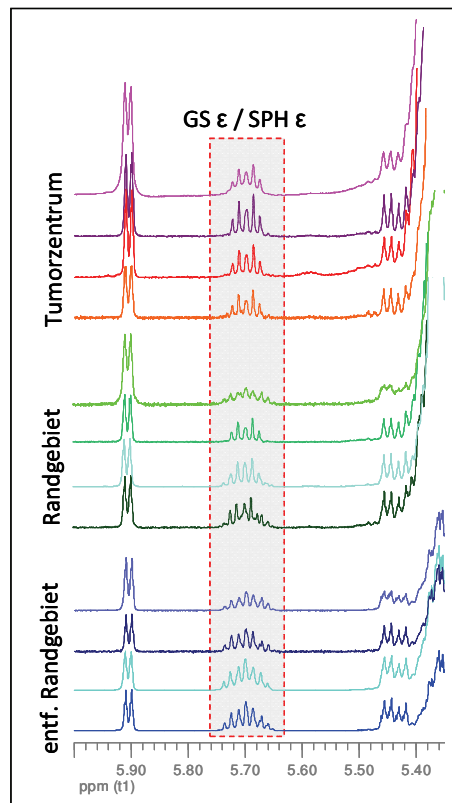 GS ε / SPH ε
Tumorzentrum
Randgebiet
entf. Randgebiet
5.90 5.80 5.70 5.60 5.50 5.40
ppm (t1)